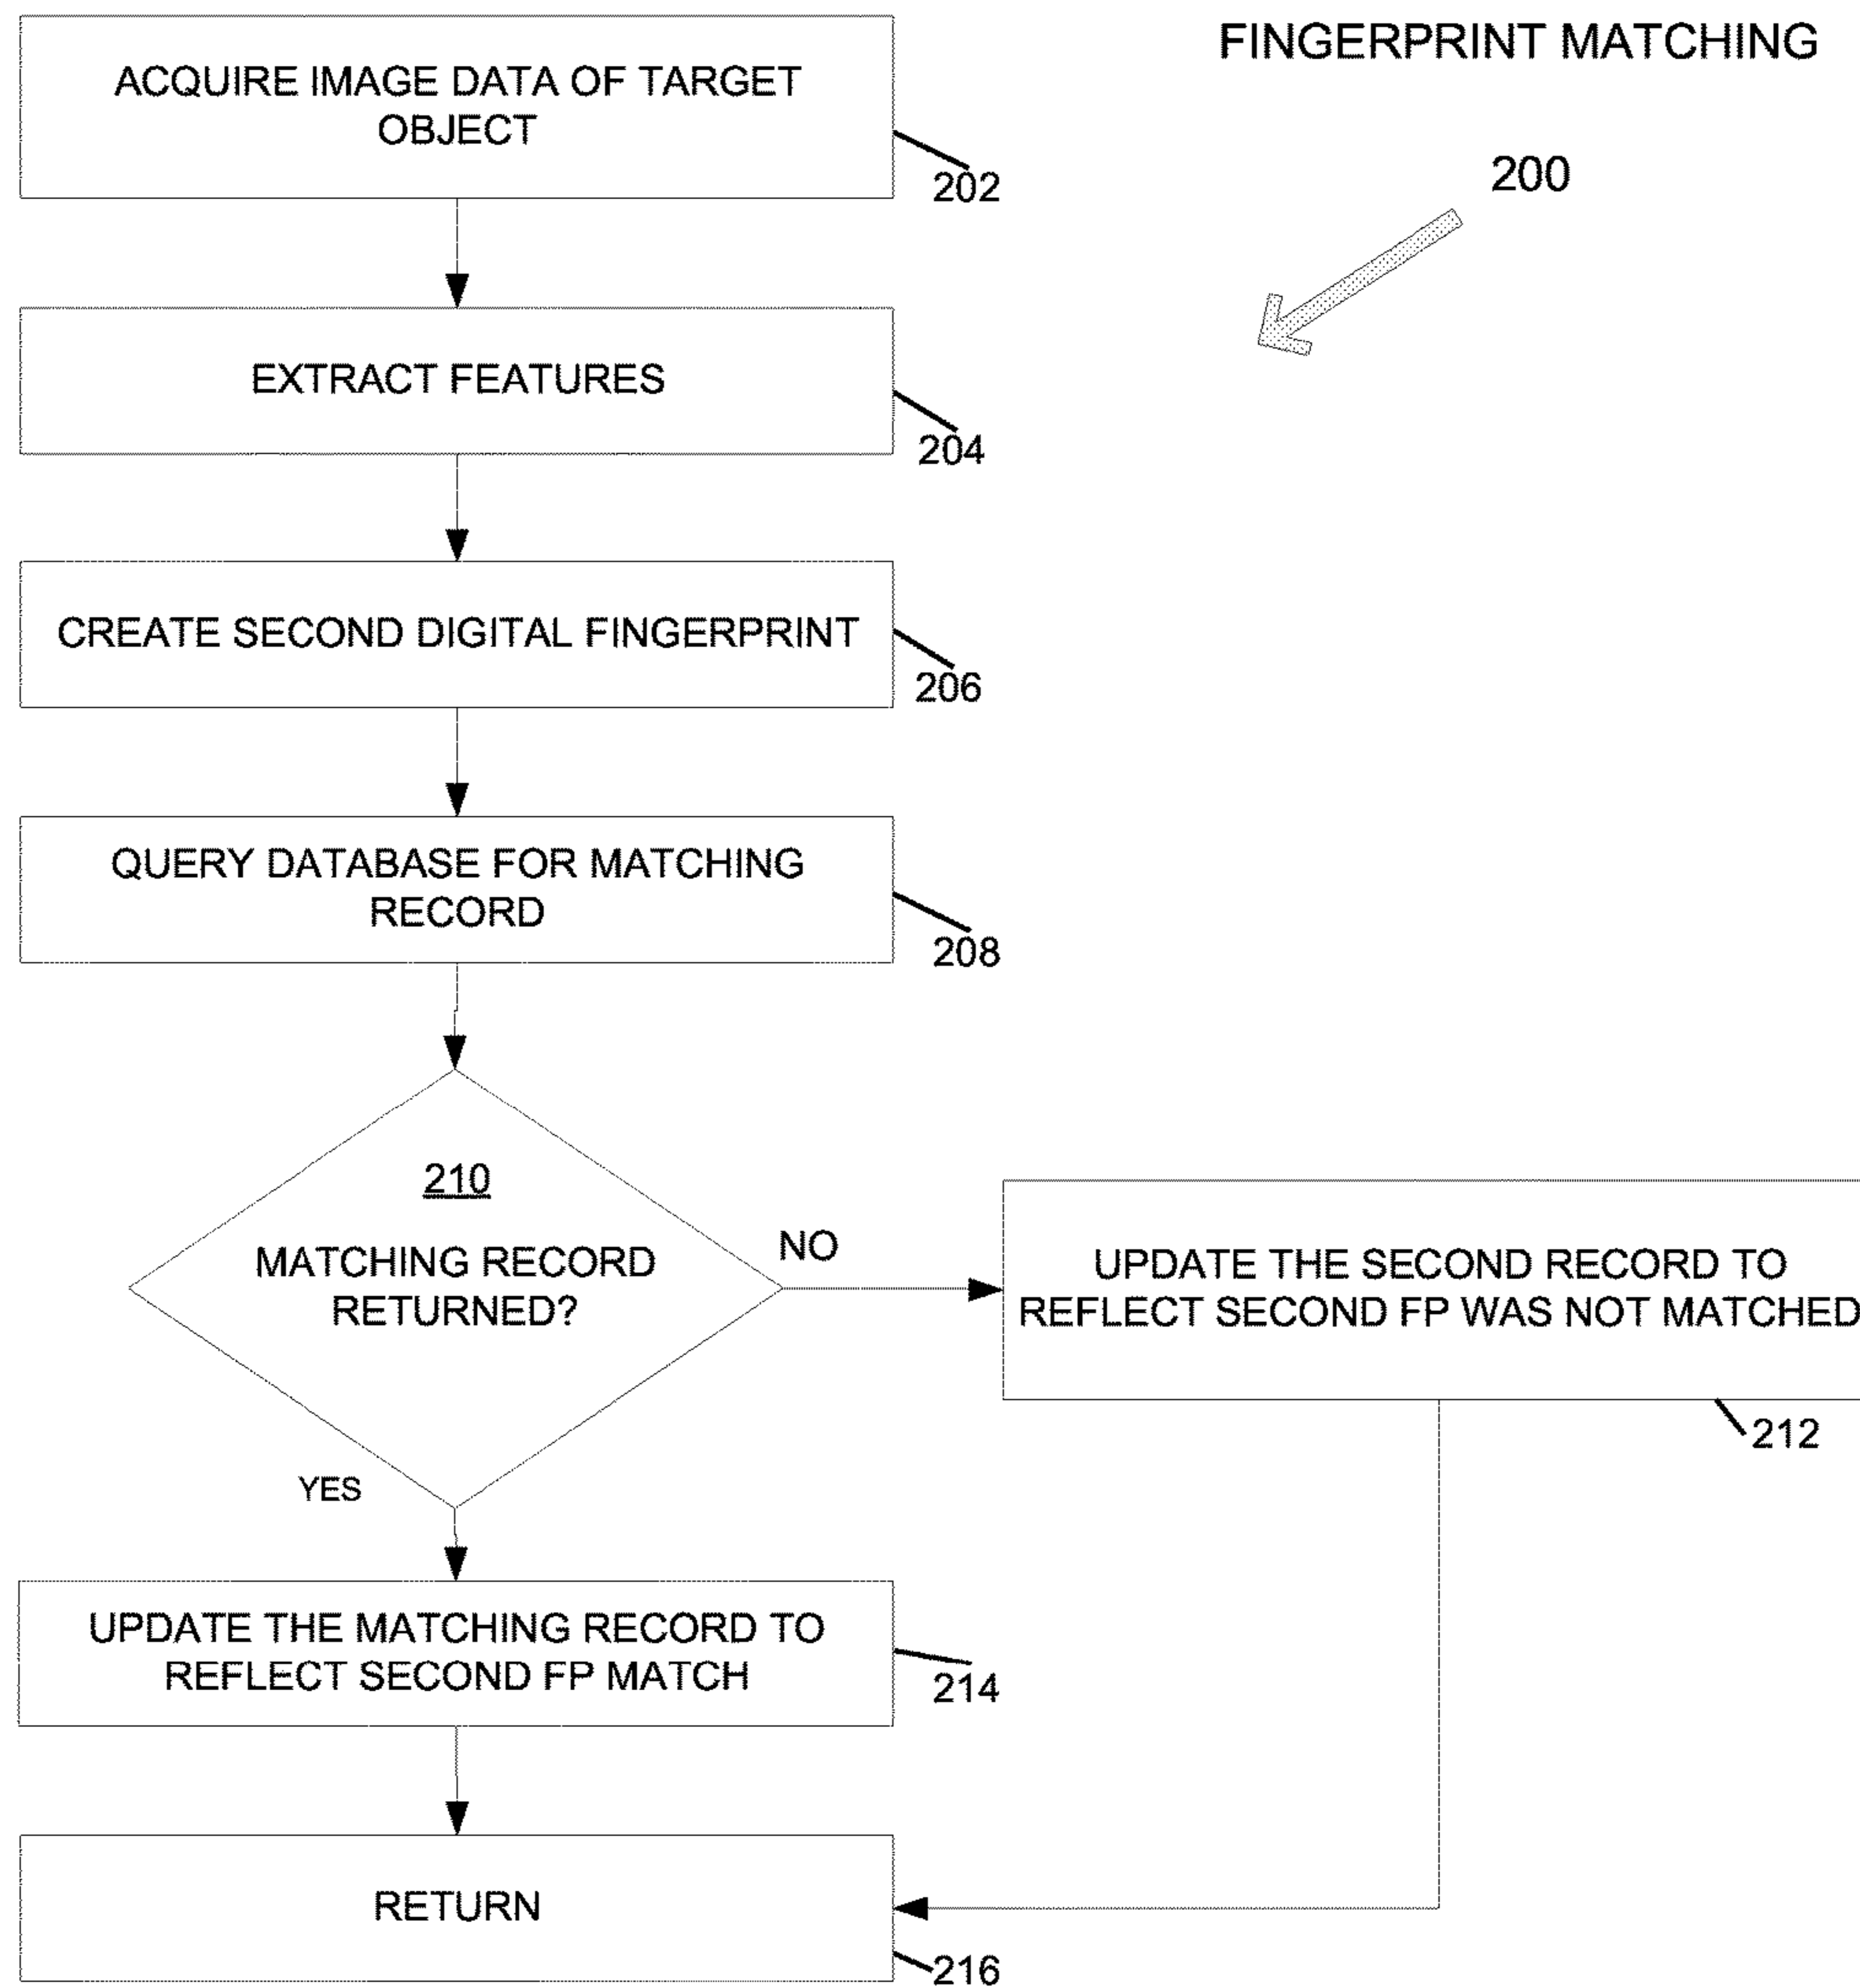 FINGERPRINT MATCHING
200
ACQUIRE IMAGE DATA OF TARGET
OBJECT
202
EXTRACT FEATURES
204
CREATE SECOND DIGITAL FINGERPRINT
206
QUERY DATABASE FOR MATCHING
RECORD
208
210
MATCHING RECORD
RETURNED?
NO
UPDATE THE SECOND RECORD TO
REFLECT SECOND FP WAS NOT MATCHED
212
YES
UPDATE THE MATCHING RECORD TO
REFLECT SECOND FP MATCH
214
RETURN
216